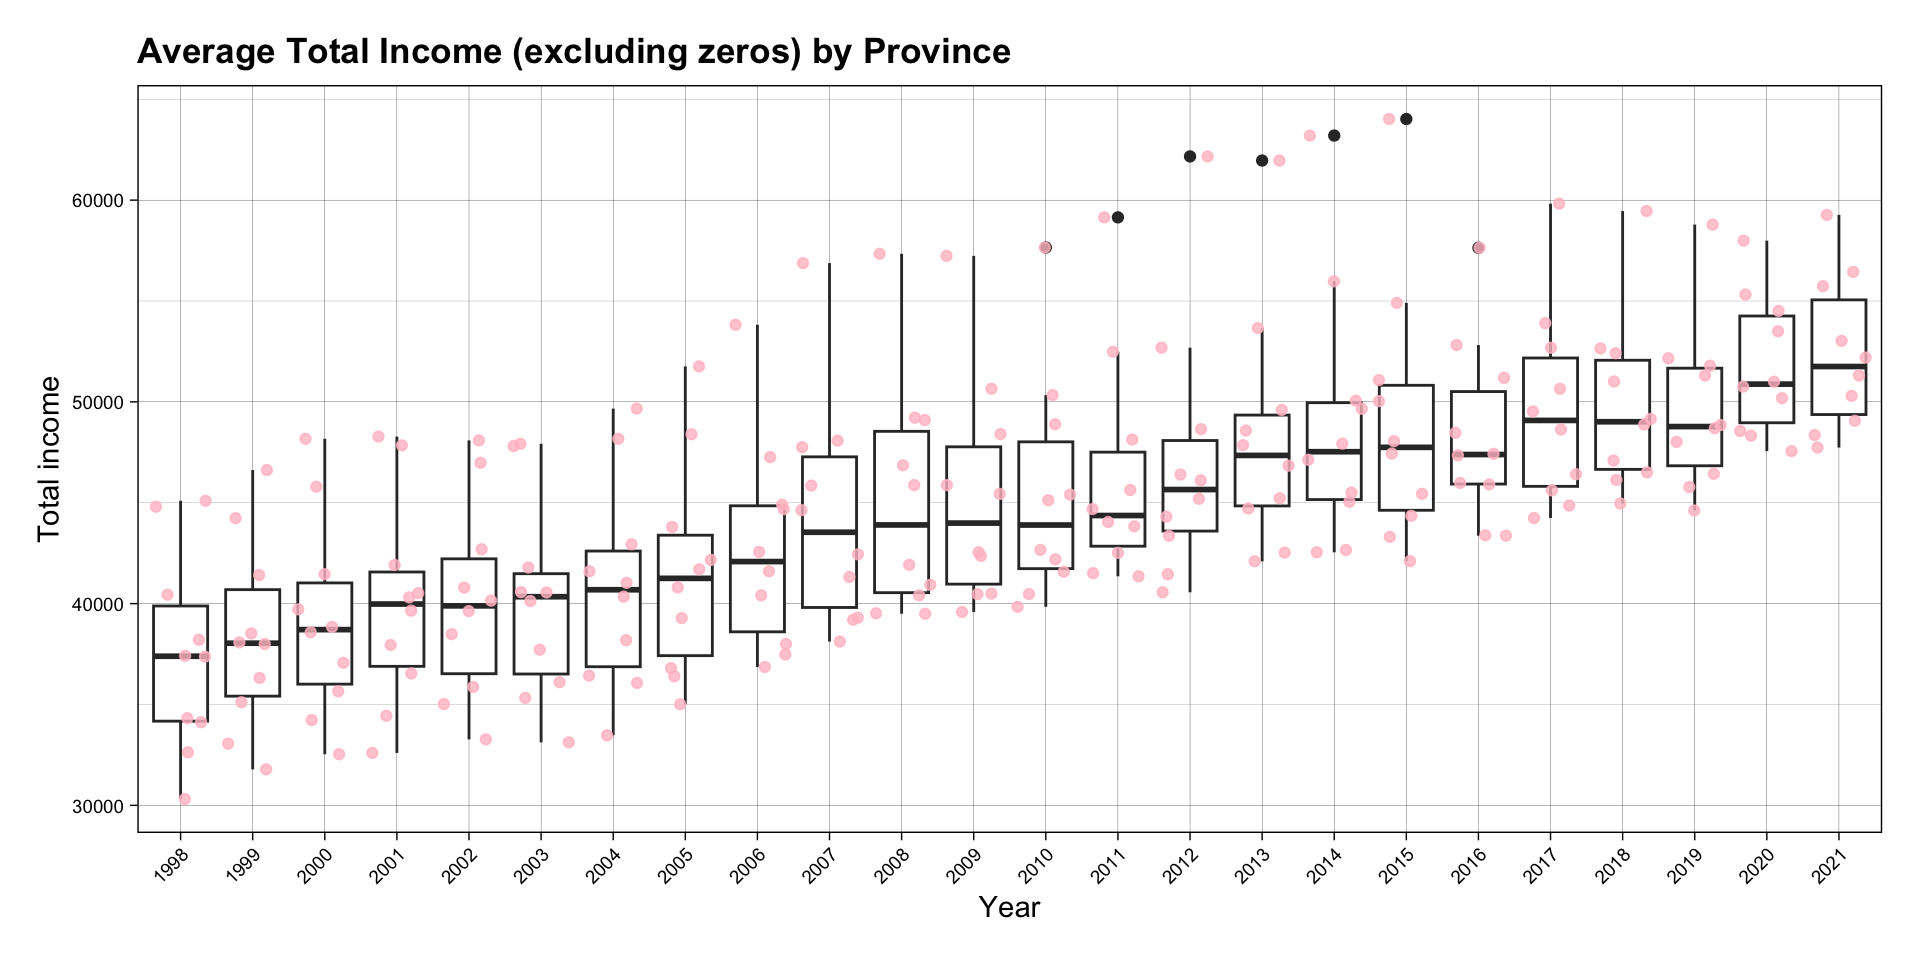 Average Total Income (excluding zeros) by Province
Total income
60000
50000
40000
30000
1998 1999 2000 2001 2002 2003 2004 2005 2006 2007 2008 2009 2010 2011 2012 2013 2014 2015 2016 2017 2018 2019 2020 2021
Year